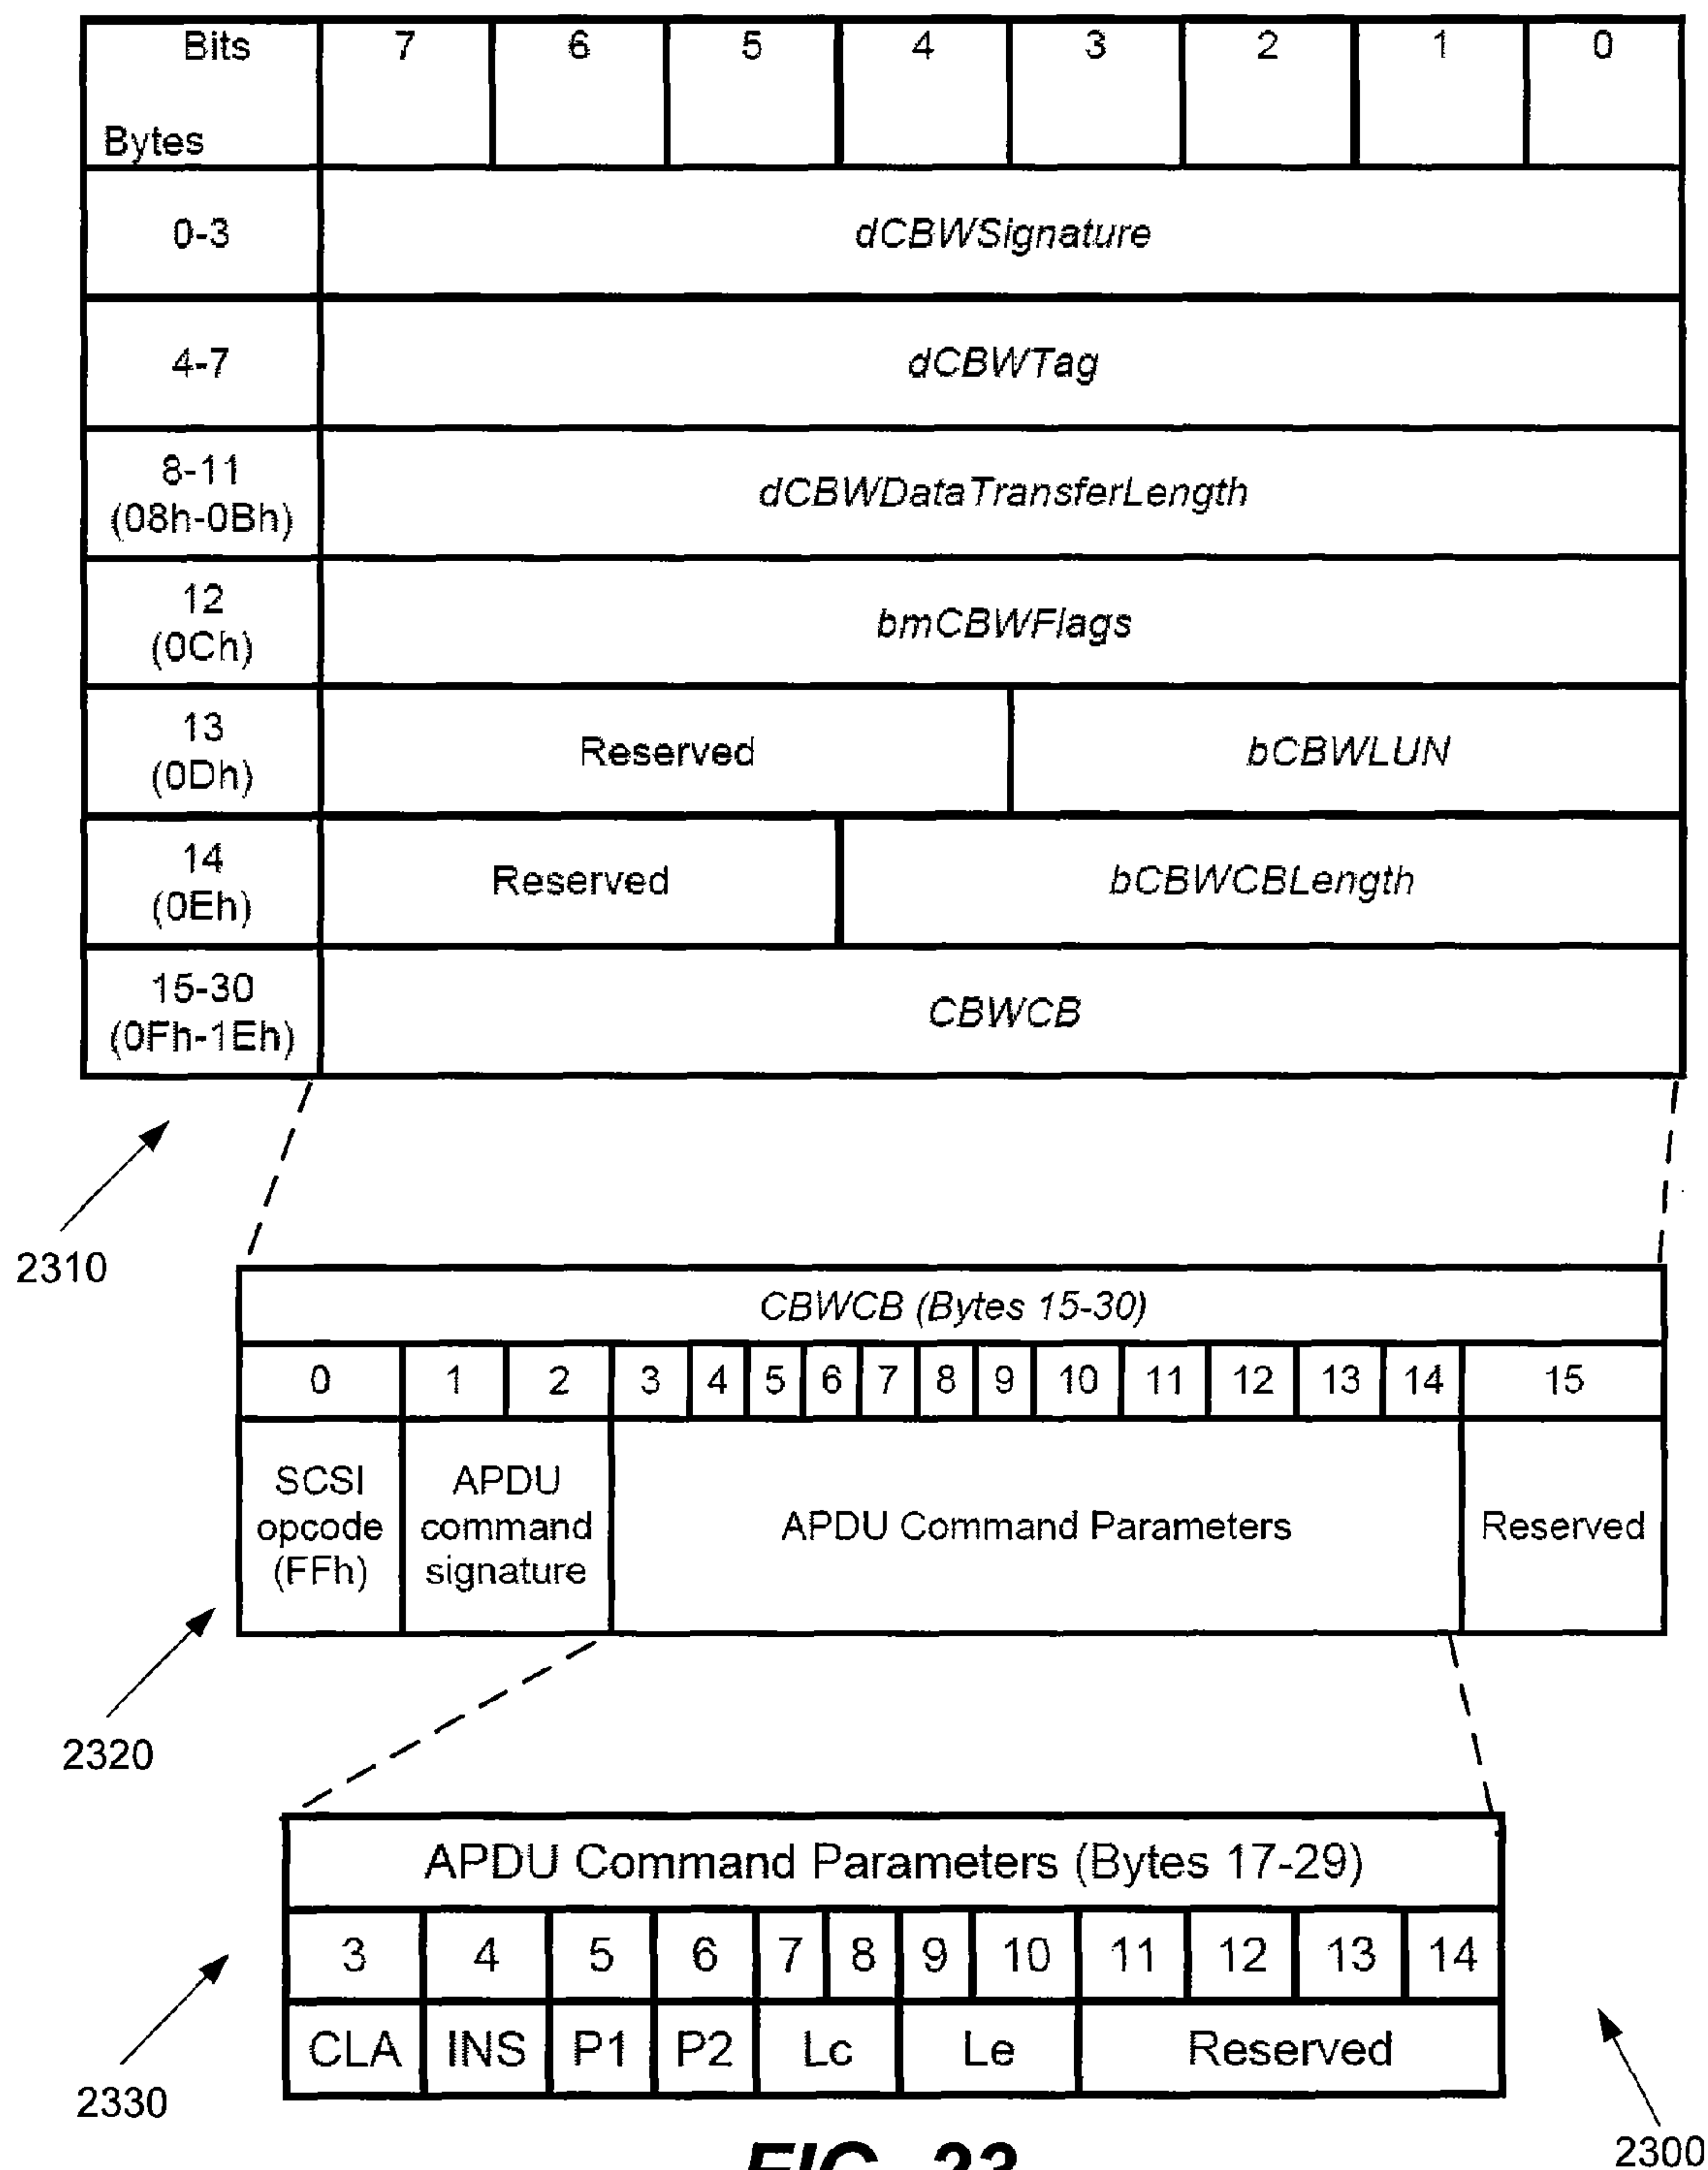 Bits 7 6 5 4 3 2 1 0
Bytes
0-3 dCBWSignature
4-7 dCBWTag
8-11
(08h-0Bh) dCBWDataTransferLength
12
(0Ch) bmCBWFlags
13
(0Dh) Reserved bCBWLUN
14
(0Eh) Reserved bCBWCBLength
15-30
(0Fh-1Eh) CBWCB
2310
CBWCB (Bytes 15-30)
0 1 2 3 4 5 6 7 8 9 10 11 12 13 14 15
SCSI
opcode
(FFh)
APDU
command
signature
APDU Command Parameters
Reserved
2320
APDU Command Parameters (Bytes 17-29)
3 4 5 6 7 8 9 10 11 12 13 14
CLA INS P1 P2 Lc Le Reserved
2330
2300
FIG. 23